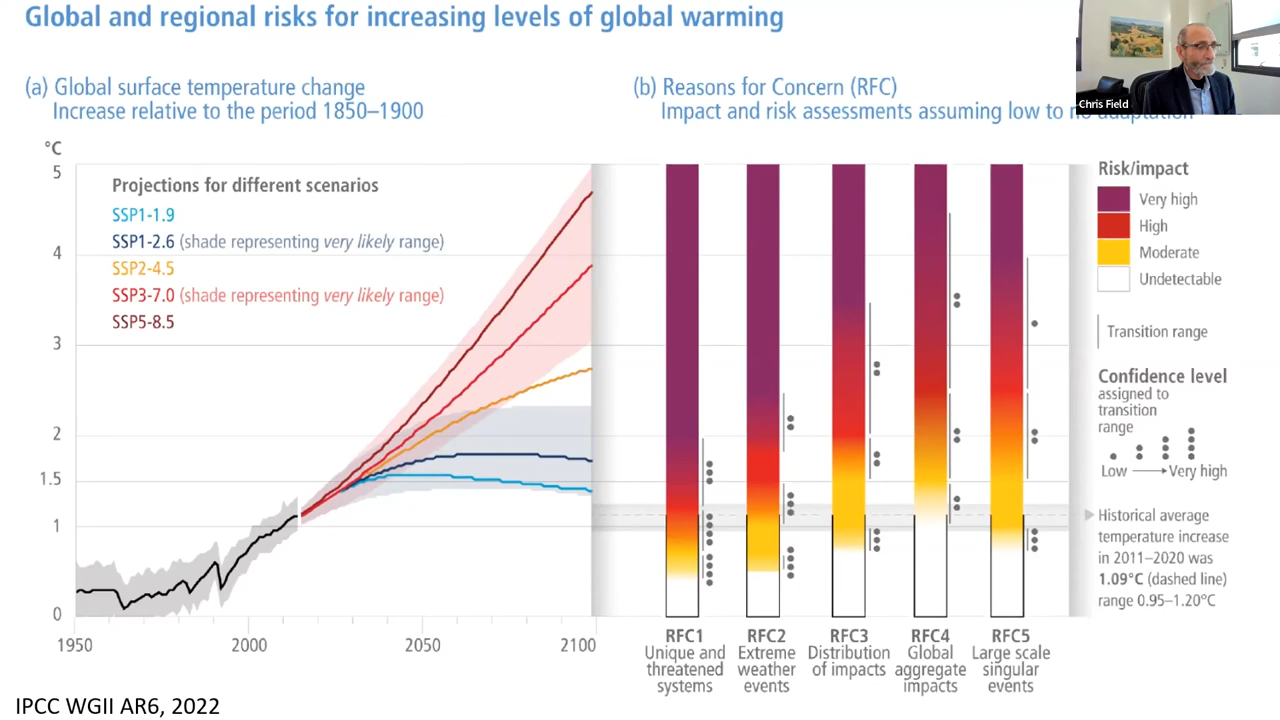 Global and regional risks for increasing levels of global warming
(a) Global surface temperature change
Increase relative to the period 1850–1900
°C
5
4
3
2
1.5
1
0
Projections for different scenarios
SSP1-1.9
SSP1-2.6 (shade representing very likely range)
SSP2-4.5
SSP3-7.0 (shade representing very likely range)
SSP5-8.5
1950
2000
2050
2100
(b) Reasons for Concern (RFC)
Impact and risk assessments assuming low to no adaptation
Chris Field
RFC1
Unique and
threatened
systems
RFC2
Extreme
weather
events
RFC3
Distribution
of impacts
RFC4
Global
aggregate
impacts
RFC5
Large scale
singular
events
Risk/impact
Very high
High
Moderate
Undetectable
Transition range
Confidence level
assigned to
transition
range
Low
Very high
Historical average
temperature increase
in 2011–2020 was
1.09°C (dashed line)
range 0.95–1.20°C
IPCC WGII AR6, 2022